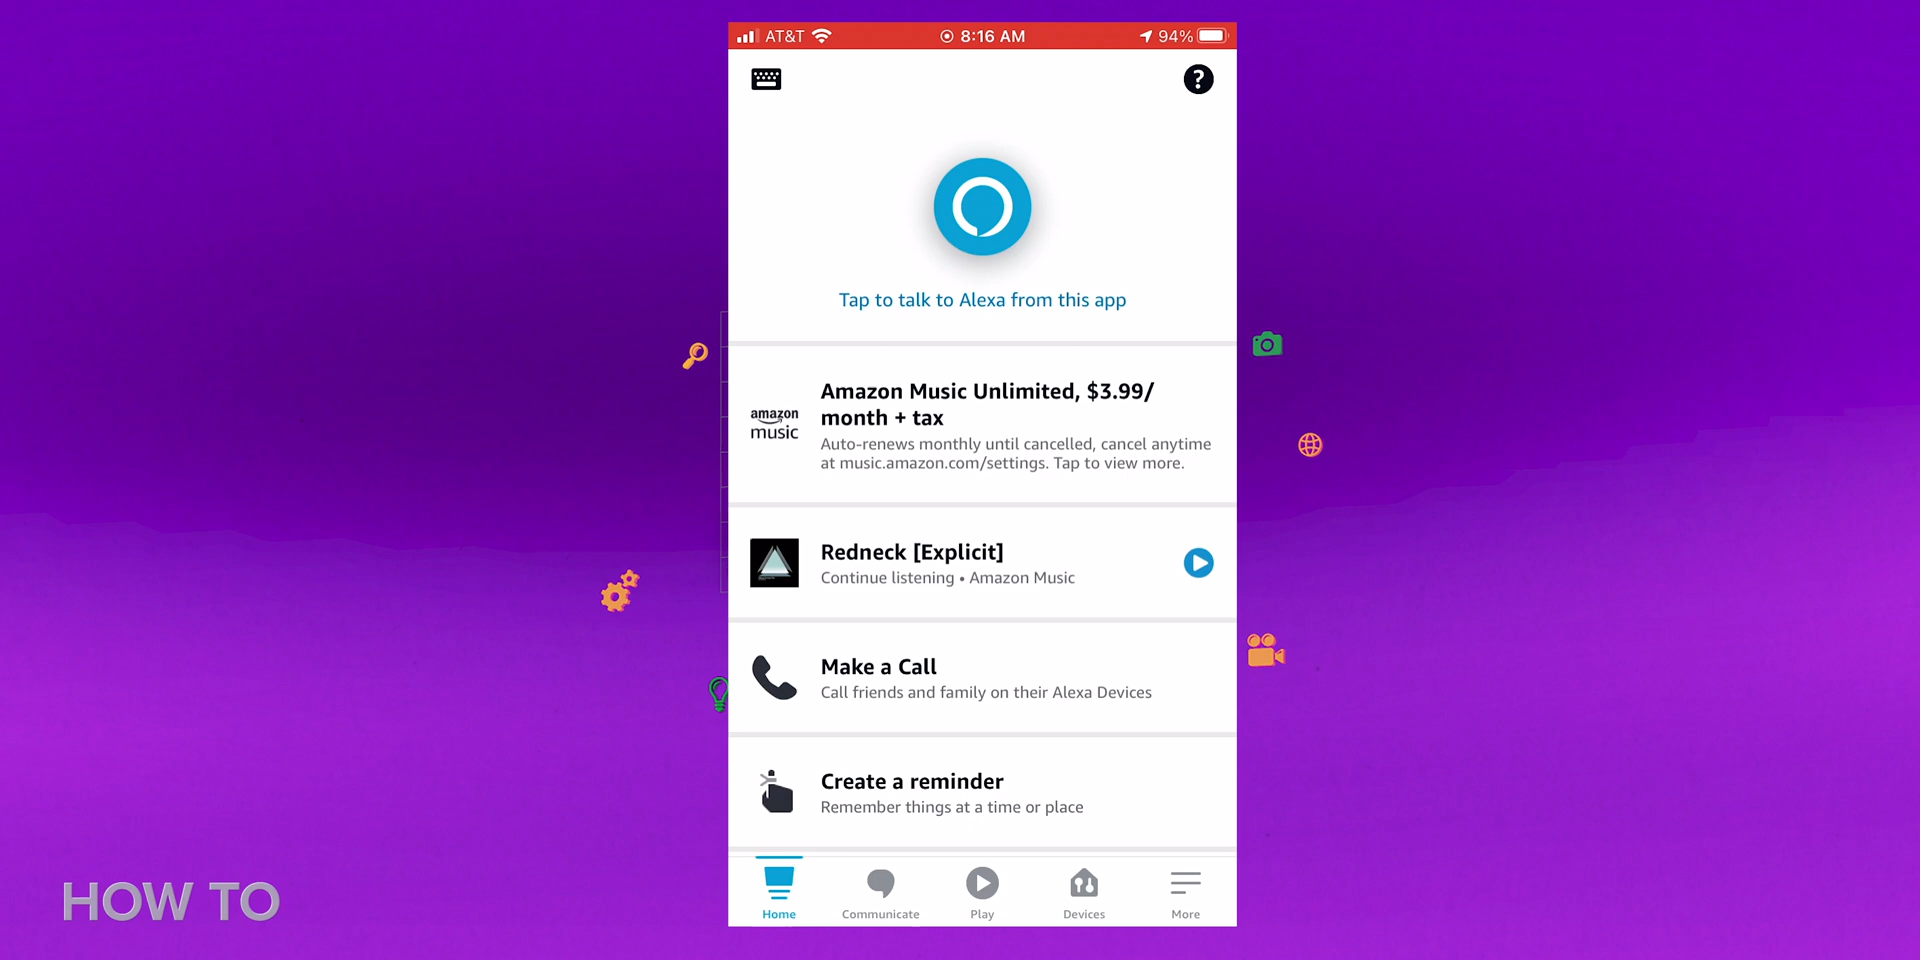 AT&T
8:16 AM
94%
Tap to talk to Alexa from this app
amazon
music
Amazon Music Unlimited, $3.99/
month + tax
Auto-renews monthly until cancelled, cancel anytime
at music.amazon.com/settings. Tap to view more.
Redneck [Explicit]
Continue listening • Amazon Music
Make a Call
Call friends and family on their Alexa Devices
Create a reminder
Remember things at a time or place
Home
Communicate
Play
Devices
More
HOW TO